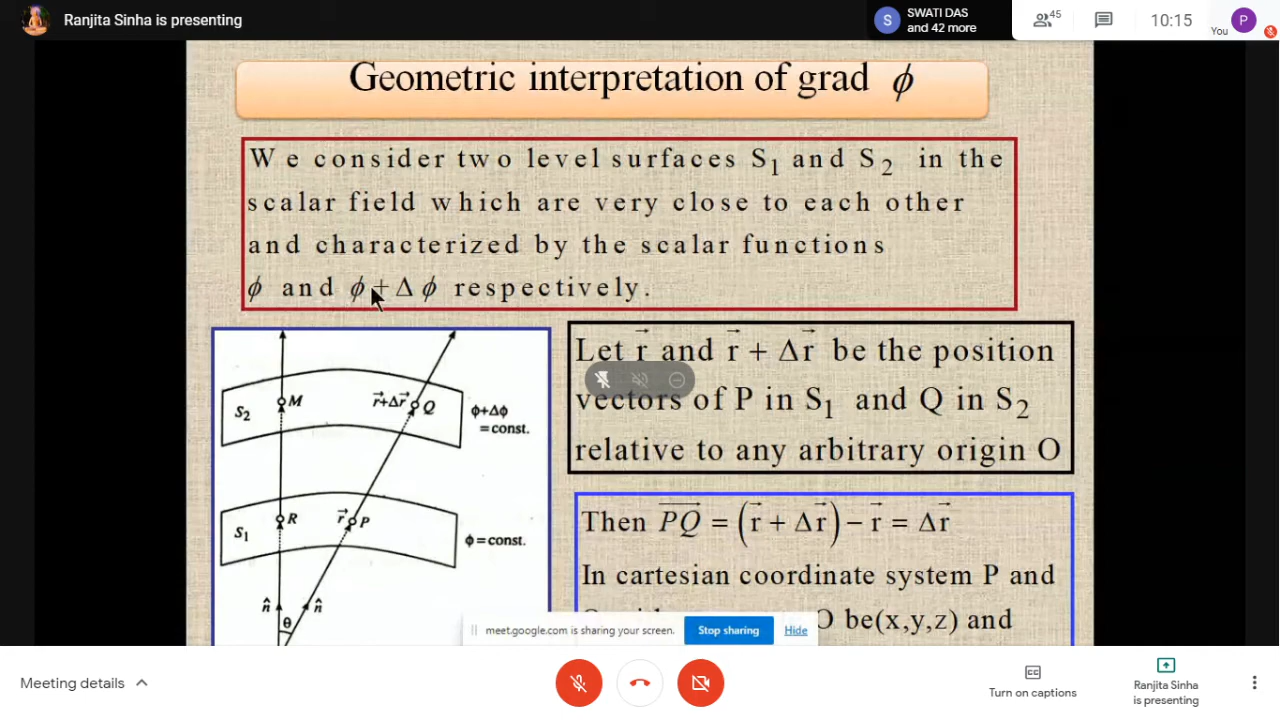 Ranjita Sinha is presenting
S
SWATI DAS
and 42 more
45
10:15
You
P
Geometric interpretation of grad ϕ
We consider two level surfaces S₁ and S₂ in the
scalar field which are very close to each other
and characterized by the scalar functions
ϕ and ϕ+Δϕ respectively.
S₂
M
r⃗+Δr⃗
Q
ϕ+Δϕ
=const.
S₁
R
r⃗
P
ϕ=const.
n̂
n̂
θ
Let r⃗ and r⃗ + Δr⃗ be the position
vectors of P in S₁ and Q in S₂
relative to any arbitrary origin O
Then PQ⃗ = (r⃗ + Δr⃗) − r⃗ = Δr⃗
In cartesian coordinate system P and
O be(x,y,z) and
meet.google.com is sharing your screen.
Stop sharing
Hide
Meeting details
Turn on captions
Ranjita Sinha
is presenting